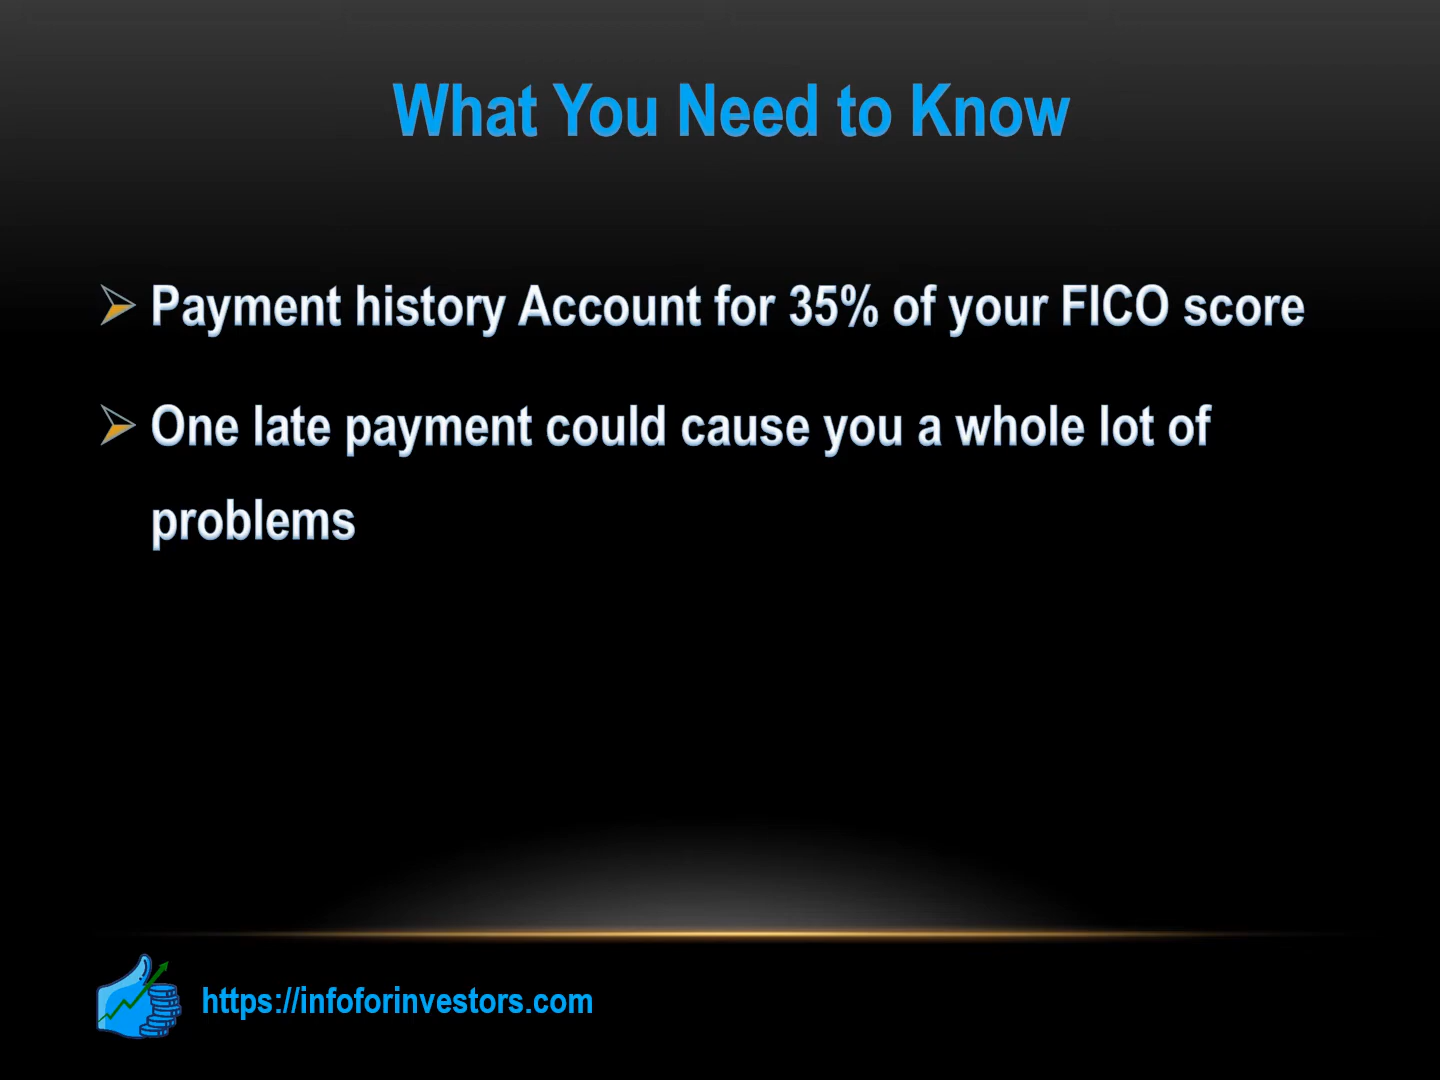 What You Need to Know
Payment history Account for 35% of your FICO score
One late payment could cause you a whole lot of
problems
https://infoforinvestors.com